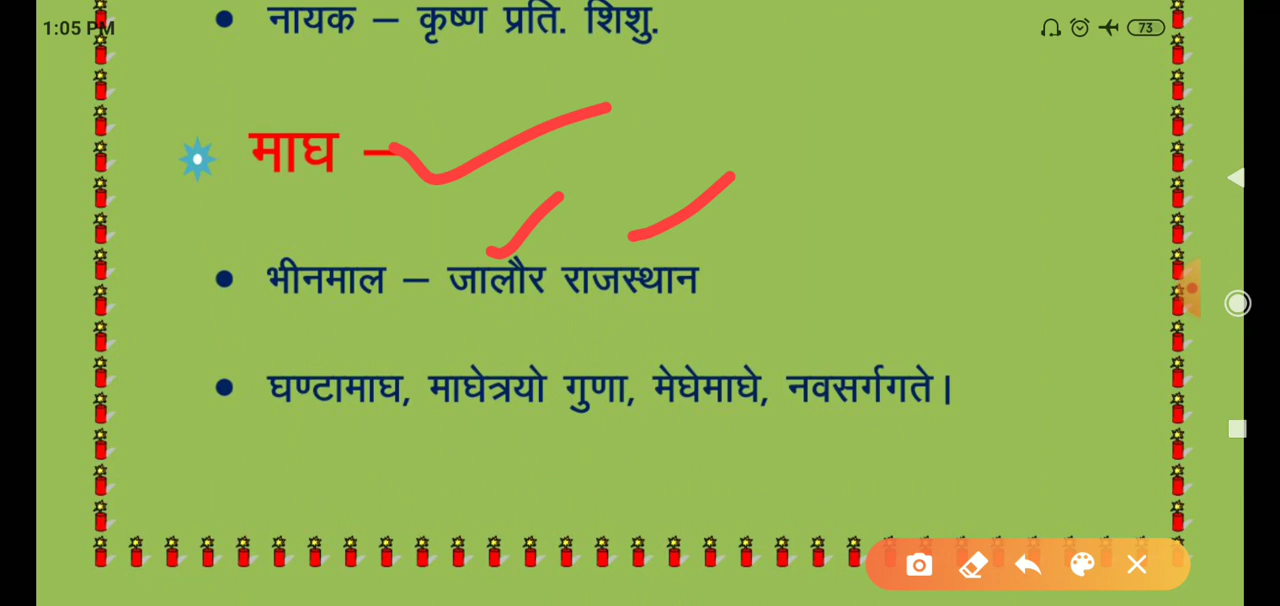 1:05 PM
73
नायक – कृष्ण प्रति. शिशु.
माघ –
भीनमाल – जालौर राजस्थान
घण्टामाघ, माघेत्रयो गुणा, मेघेमाघे, नवसर्गगते।